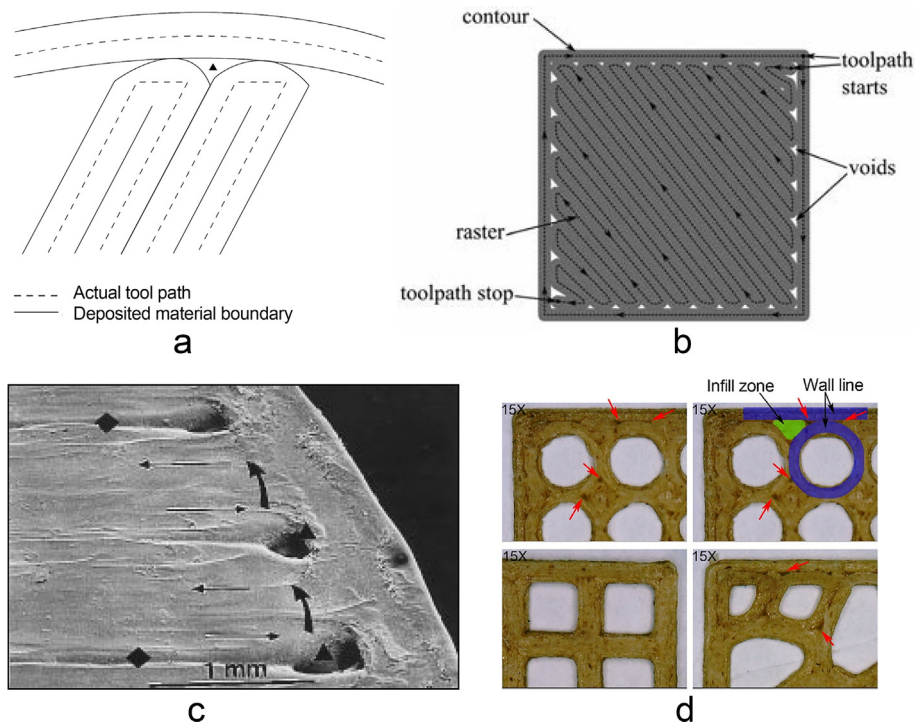 contour
toolpath
starts
voids
raster
toolpath stop
Actual tool path
Deposited material boundary
a
b
Infill zone
Wall line
15X
15X
15X
15X
1 mm
c
d